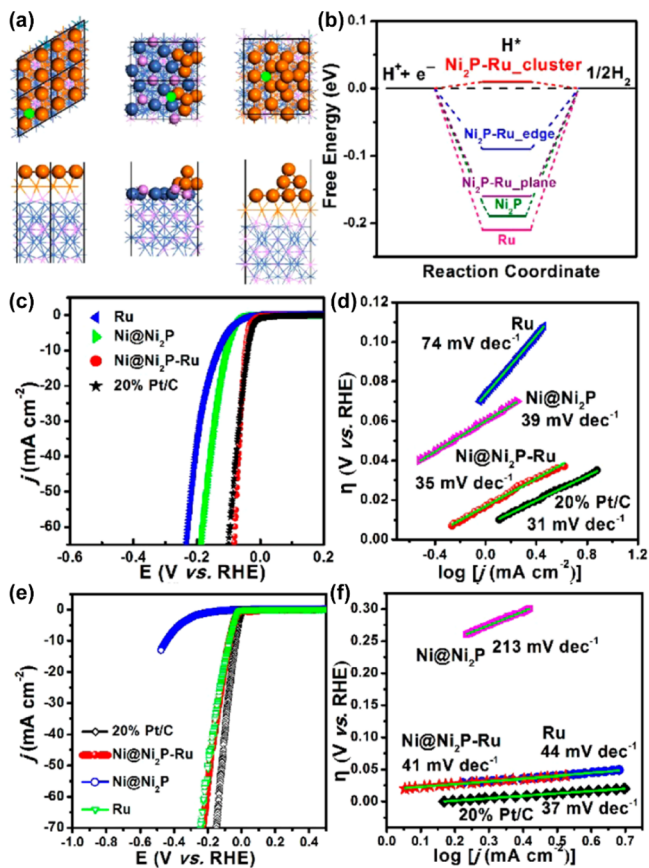 (a)
(b)
H⁺+ e⁻
H*
Ni₂P-Ru_cluster
1/2H₂
Ni₂P-Ru_edge
Ni₂P-Ru_plane
Ni₂P
Ru
0.0
-0.1
-0.2
Free Energy (eV)
Reaction Coordinate
(c)
Ru
Ni@Ni₂P
Ni@Ni₂P-Ru
20% Pt/C
0
-10
-20
-30
-40
-50
-60
j (mA cm⁻²)
-0.6 -0.4 -0.2 0.0 0.2
E (V vs. RHE)
(d)
Ru
74 mV dec⁻¹
Ni@Ni₂P
39 mV dec⁻¹
Ni@Ni₂P-Ru
35 mV dec⁻¹
20% Pt/C
31 mV dec⁻¹
0.12
0.10
0.08
0.06
0.04
0.02
0.00
η (V vs. RHE)
-0.4 0.0 0.4 0.8 1.2
log [j (mA cm⁻²)]
(e)
20% Pt/C
Ni@Ni₂P-Ru
Ni@Ni₂P
Ru
0
-10
-20
-30
-40
-50
-60
-70
j (mA cm⁻²)
-0.8 -0.6 -0.4 -0.2 0.0 0.2 0.4
E (V vs. RHE)
(f)
Ni@Ni₂P
213 mV dec⁻¹
Ni@Ni₂P-Ru
41 mV dec⁻¹
Ru
44 mV dec⁻¹
20% Pt/C
37 mV dec⁻¹
0.30
0.25
0.20
0.15
0.10
0.05
0.00
η (V vs. RHE)
0.0 0.1 0.2 0.3 0.4 0.5 0.6 0.7
log [j (mA cm⁻²)]